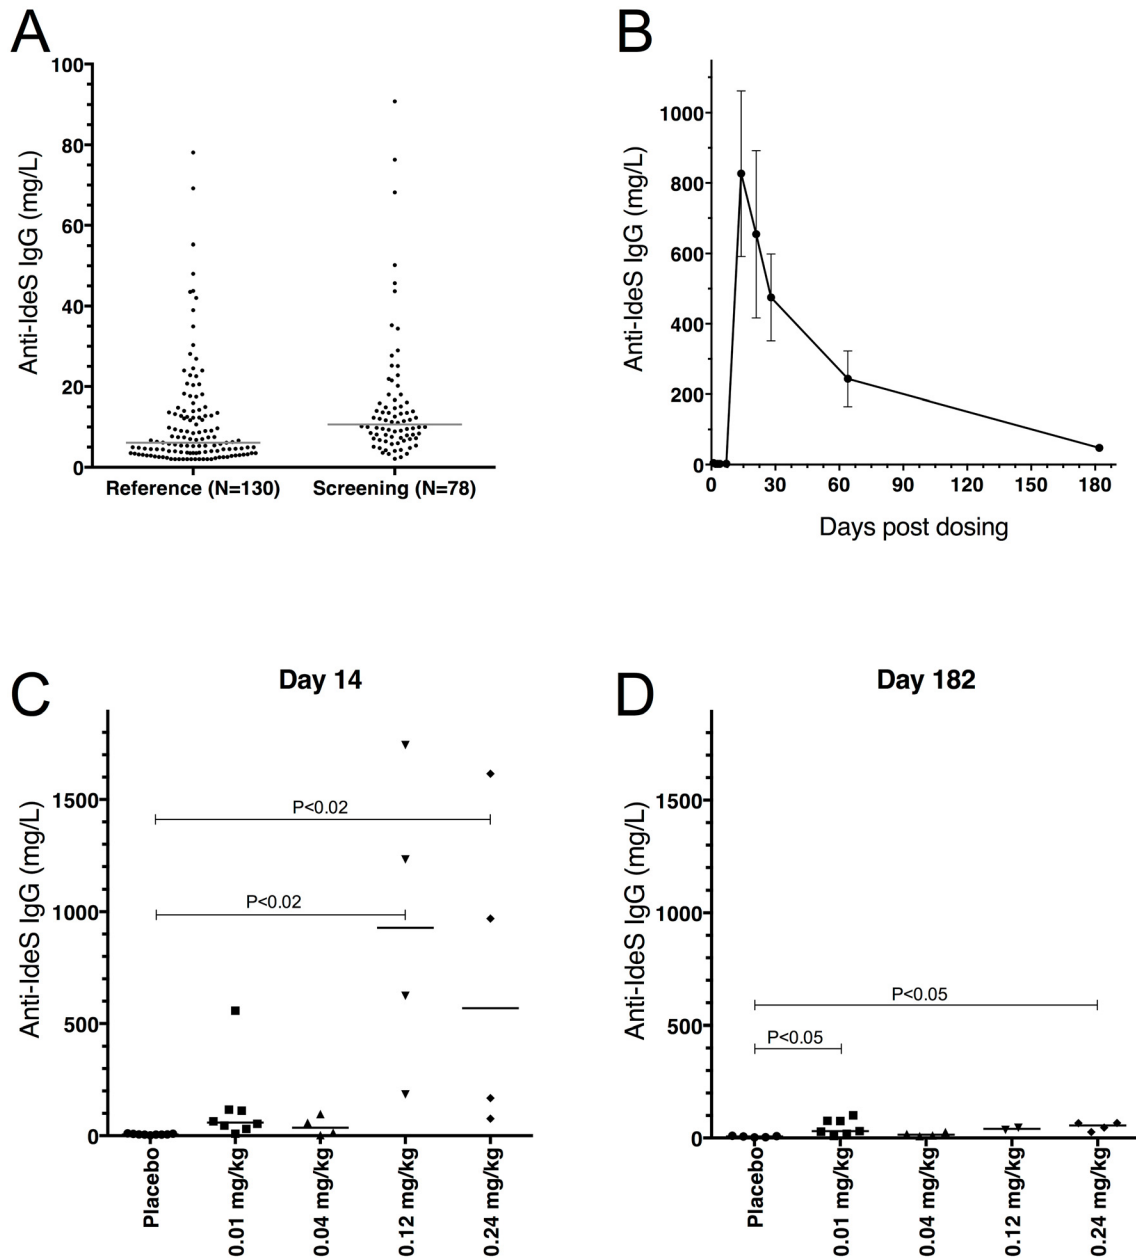 A
Anti-IdeS IgG (mg/L)
100
80
60
40
20
0
Reference (N=130)
Screening (N=78)
B
Anti-IdeS IgG (mg/L)
1000
800
600
400
200
0
0 30 60 90 120 150 180
Days post dosing
C
Day 14
Anti-IdeS IgG (mg/L)
1500
1000
500
0
P<0.02
P<0.02
Placebo
0.01 mg/kg
0.04 mg/kg
0.12 mg/kg
0.24 mg/kg
D
Day 182
Anti-IdeS IgG (mg/L)
1500
1000
500
0
P<0.05
P<0.05
Placebo
0.01 mg/kg
0.04 mg/kg
0.12 mg/kg
0.24 mg/kg